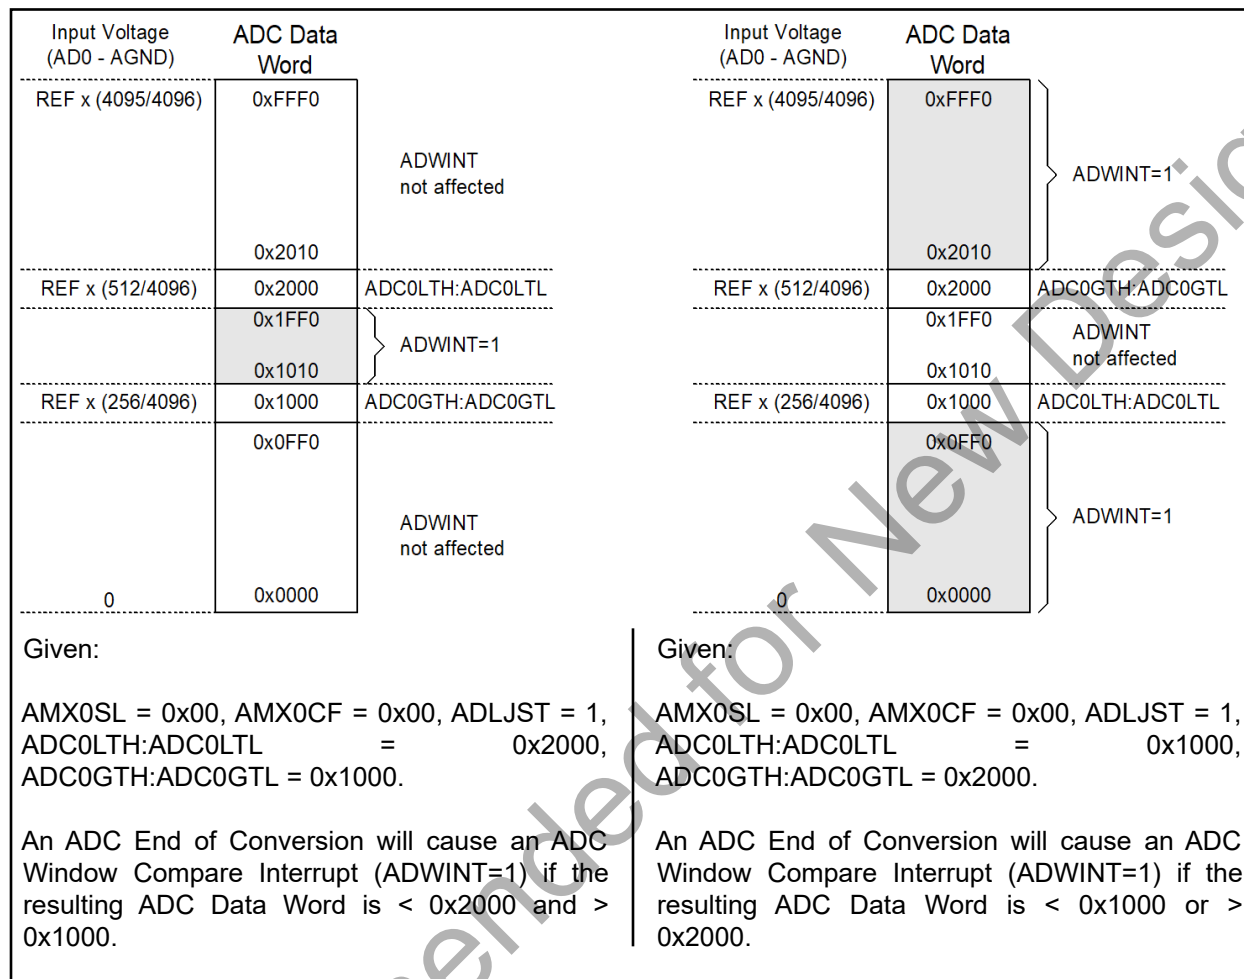 Input Voltage
(AD0 - AGND)
ADC Data
Word
REF x (4095/4096)
0xFFF0
ADWINT
not affected
0x2010
REF x (512/4096)
0x2000
ADC0LTH:ADC0LTL
0x1FF0
ADWINT=1
0x1010
REF x (256/4096)
0x1000
ADC0GTH:ADC0GTL
0x0FF0
ADWINT
not affected
0
0x0000
Given:
AMX0SL = 0x00, AMX0CF = 0x00, ADLJST = 1,
ADC0LTH:ADC0LTL = 0x2000,
ADC0GTH:ADC0GTL = 0x1000.
An ADC End of Conversion will cause an ADC
Window Compare Interrupt (ADWINT=1) if the
resulting ADC Data Word is < 0x2000 and >
0x1000.
Input Voltage
(AD0 - AGND)
ADC Data
Word
REF x (4095/4096)
0xFFF0
ADWINT=1
0x2010
REF x (512/4096)
0x2000
ADC0GTH:ADC0GTL
0x1FF0
ADWINT
not affected
0x1010
REF x (256/4096)
0x1000
ADC0LTH:ADC0LTL
0x0FF0
ADWINT=1
0
0x0000
Given:
AMX0SL = 0x00, AMX0CF = 0x00, ADLJST = 1,
ADC0LTH:ADC0LTL = 0x1000,
ADC0GTH:ADC0GTL = 0x2000.
An ADC End of Conversion will cause an ADC
Window Compare Interrupt (ADWINT=1) if the
resulting ADC Data Word is < 0x1000 or >
0x2000.
for New